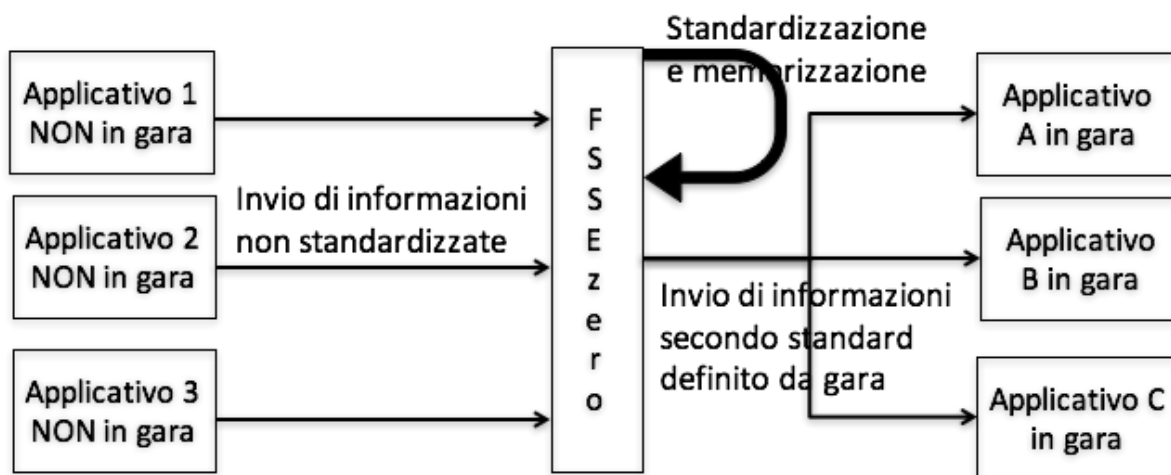 Standardizzazione
e memorizzazione
Applicativo 1
NON in gara
Applicativo 2
NON in gara
Applicativo 3
NON in gara
Invio di informazioni
non standardizzate
F
S
S
E
z
e
r
o
Invio di informazioni
secondo standard
definito da gara
Applicativo
A in gara
Applicativo
B in gara
Applicativo C
in gara